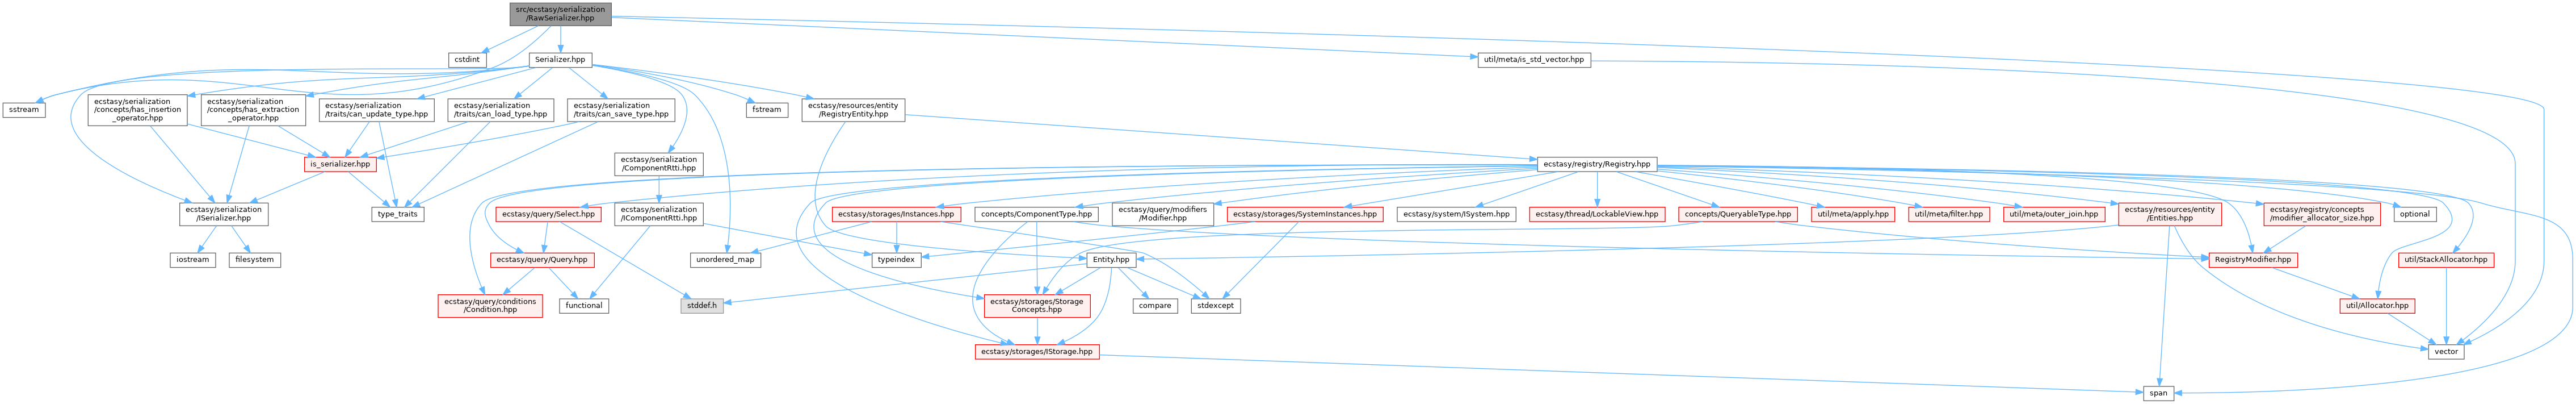 src/ecstasy/serialization
/RawSerializer.hpp
cstdint
Serializer.hpp
util/meta/is_std_vector.hpp
sstream
ecstasy/serialization
/concepts/has_insertion
_operator.hpp
ecstasy/serialization
/concepts/has_extraction
_operator.hpp
ecstasy/serialization
/traits/can_update_type.hpp
ecstasy/serialization
/traits/can_load_type.hpp
ecstasy/serialization
/traits/can_save_type.hpp
fstream
ecstasy/resources/entity
/RegistryEntity.hpp
is_serializer.hpp
ecstasy/serialization
/ComponentRtti.hpp
ecstasy/registry/Registry.hpp
ecstasy/serialization
/ISerializer.hpp
type_traits
ecstasy/query/Select.hpp
ecstasy/serialization
/IComponentRtti.hpp
ecstasy/storages/Instances.hpp
concepts/ComponentType.hpp
ecstasy/query/modifiers
/Modifier.hpp
ecstasy/storages/SystemInstances.hpp
ecstasy/system/ISystem.hpp
ecstasy/thread/LockableView.hpp
concepts/QueryableType.hpp
util/meta/apply.hpp
util/meta/filter.hpp
util/meta/outer_join.hpp
ecstasy/resources/entity
/Entities.hpp
ecstasy/registry/concepts
/modifier_allocator_size.hpp
optional
iostream
filesystem
ecstasy/query/Query.hpp
unordered_map
typeindex
Entity.hpp
RegistryModifier.hpp
util/StackAllocator.hpp
ecstasy/query/conditions
/Condition.hpp
functional
stddef.h
ecstasy/storages/Storage
Concepts.hpp
compare
stdexcept
util/Allocator.hpp
ecstasy/storages/IStorage.hpp
vector
span